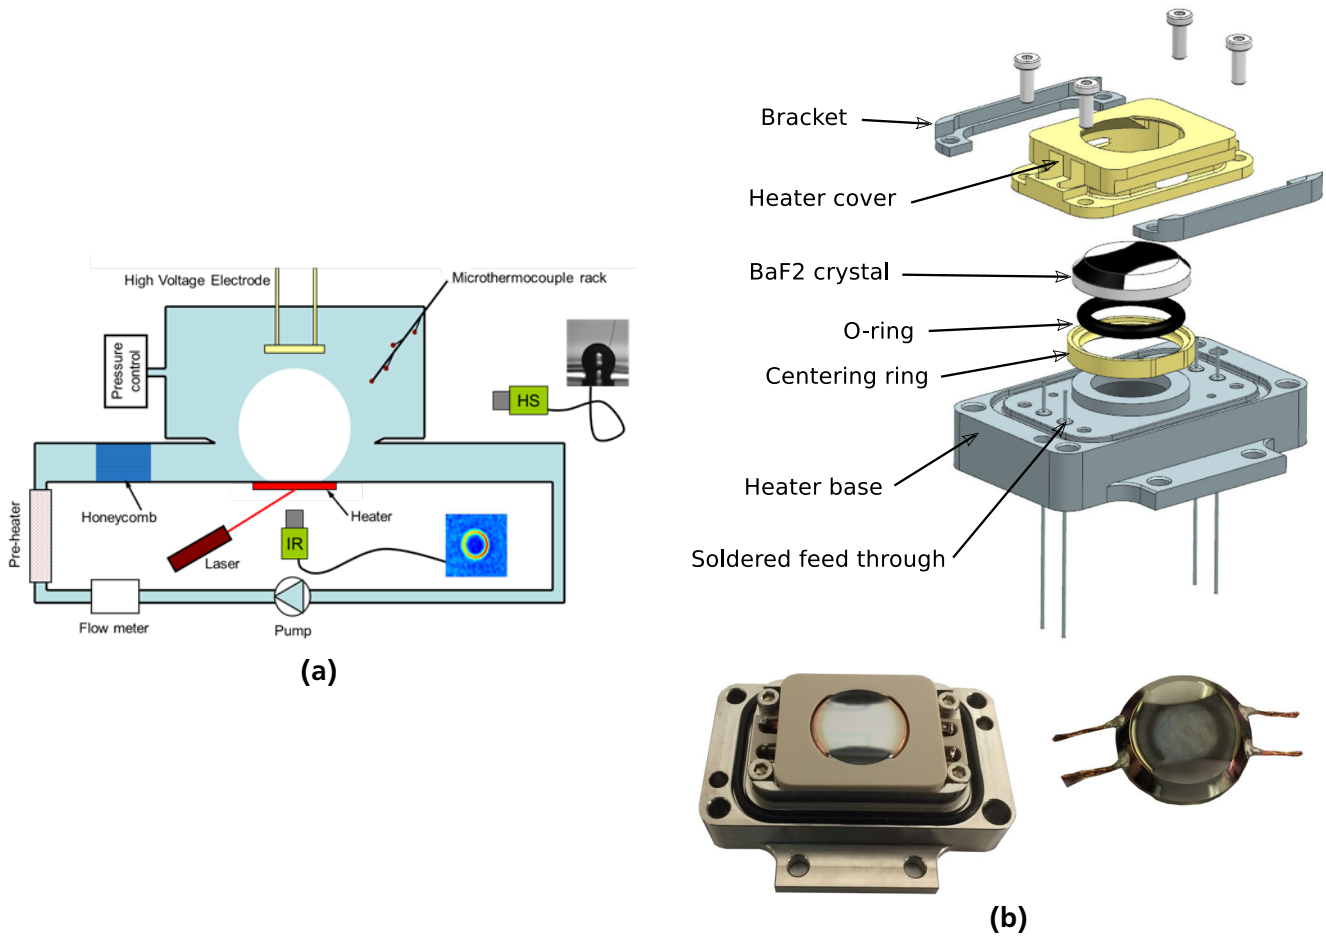 High Voltage Electrode
Microthermocouple rack
Pressure
control
HS
Honeycomb
Heater
Pre-heater
IR
Laser
Flow meter
Pump
(a)
Bracket
Heater cover
BaF2 crystal
O-ring
Centering ring
Heater base
Soldered feed through
(b)